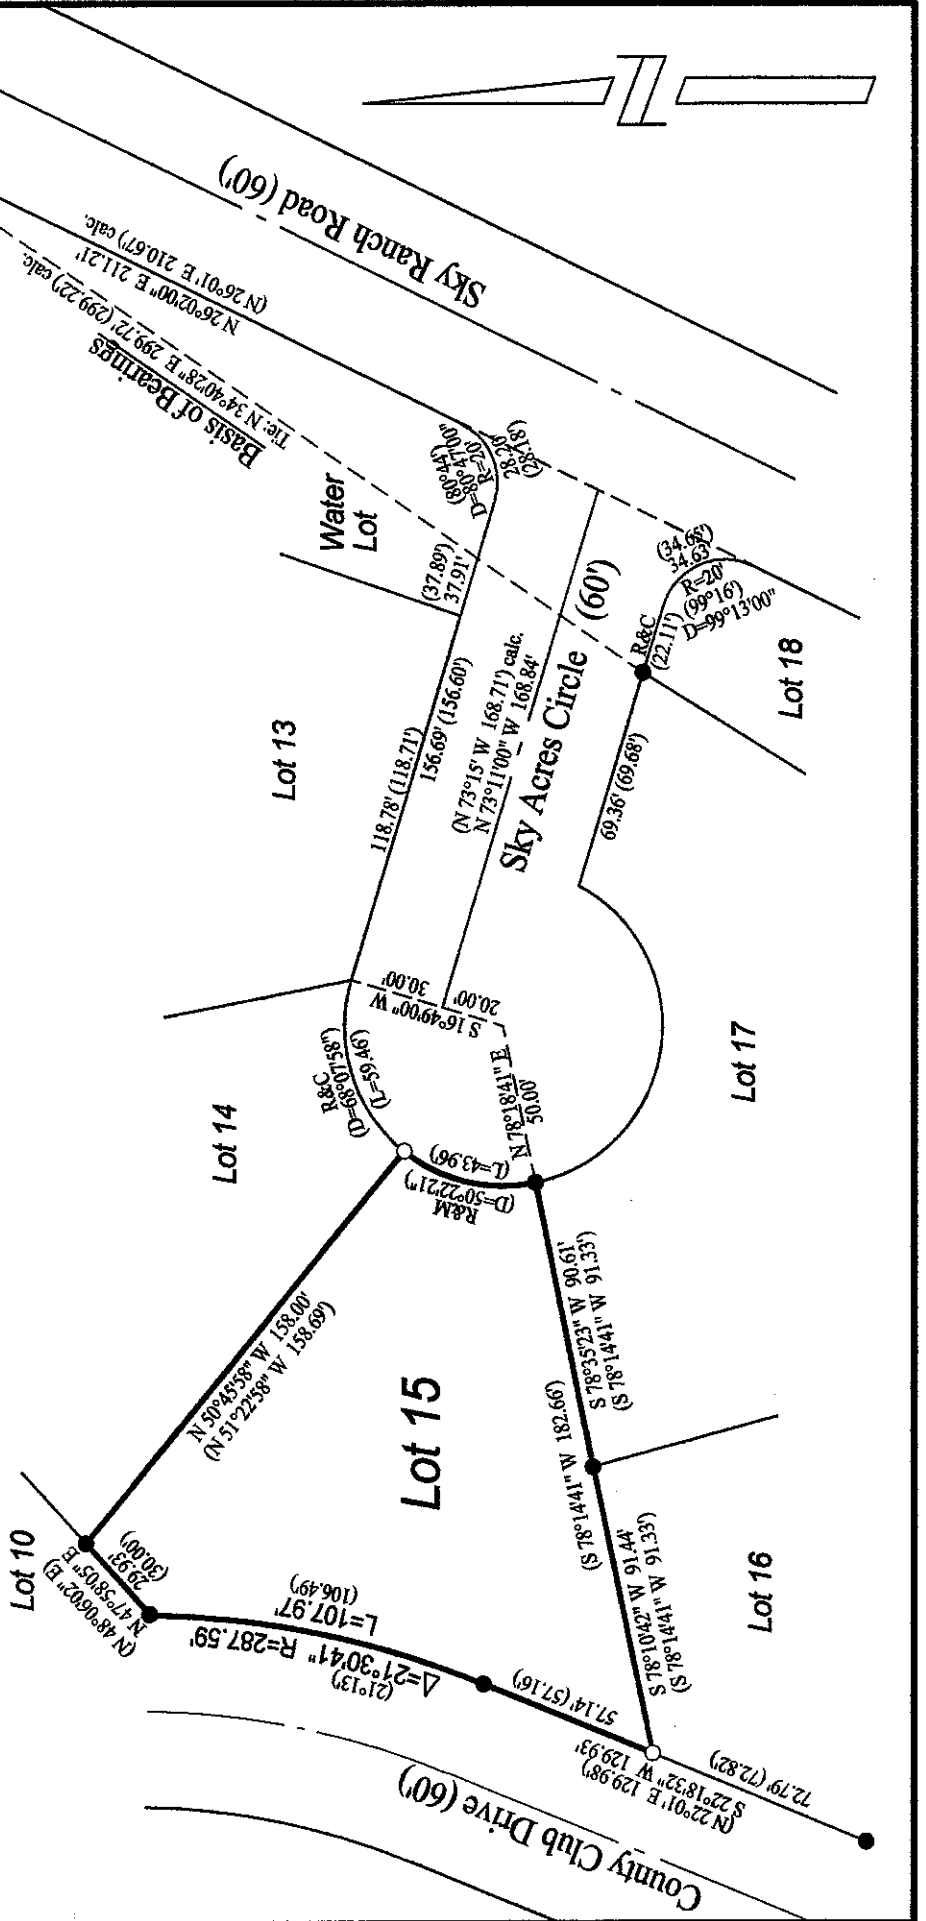 Sky Ranch Road (60')
N 26°02'00" E 211.21'
(N 26°01' E 210.67') calc.
Tie: N 34°40'28" E 299.72' (299.22') calc.
Basis of Bearings
Water
Lot
(80°44')
D=80°47'00"
R=20'
28.20'
(28.18')
(37.89')
37.91'
(34.65')
34.63'
R=20'
(99°16')
D=99°13'00"
R&C
(22.11')
Lot 18
Lot 13
118.78' (118.71')
156.69' (156.60')
(N 73°15' W 168.71') calc.
N 73°11'00" W 168.84'
Sky Acres Circle (60')
69.36' (69.68')
S 16°49'00" W
30.00'
20.00'
N 78°18'41" E
50.00'
R&C
(D=68°07'58")
(L=59.46')
Lot 14
Lot 17
(L=43.96')
(D=50°22'21")
R&M
N 50°45'58" W 158.00'
(N 51°22'58" W 158.69')
Lot 15
S 78°35'23" W 90.61'
(S 78°14'41" W 91.33')
(S 78°14'41" W 182.66')
S 78°10'42" W 91.44'
(S 78°14'41" W 91.33')
Lot 16
Lot 10
(N 48°06'02" E)
N 47°58'05" E
29.93'
(30.00')
L=107.97'
(106.49')
Δ=21°30'41" R=287.59'
(21°13')
57.14' (57.16')
(N 22°01' E 129.98')
S 22°18'32" W 129.93'
72.79' (72.82')
County Club Drive (60')